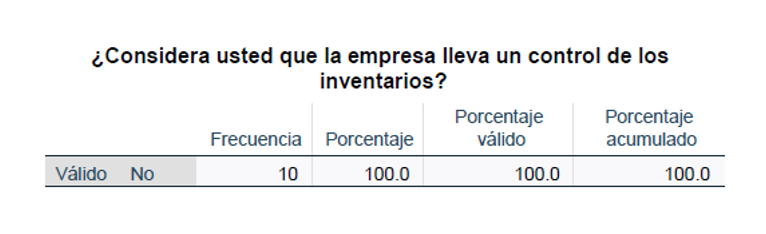 ¿Considera usted que la empresa lleva un control de los
inventarios?
Frecuencia Porcentaje Porcentaje válido Porcentaje acumulado
Válido No 10 100.0 100.0 100.0